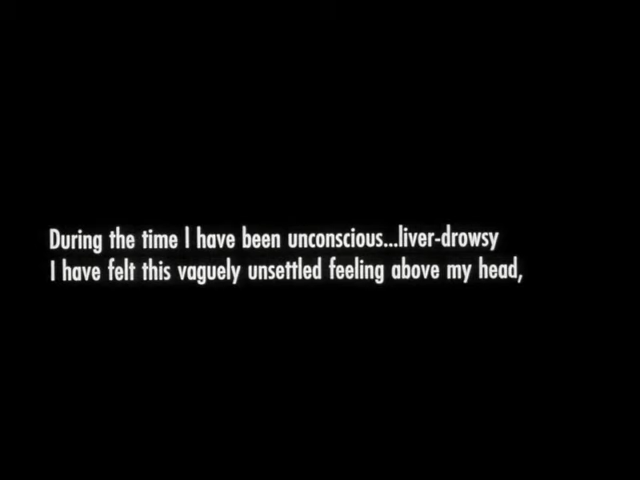 During the time I have been unconscious...liver-drowsy
I have felt this vaguely unsettled feeling above my head,